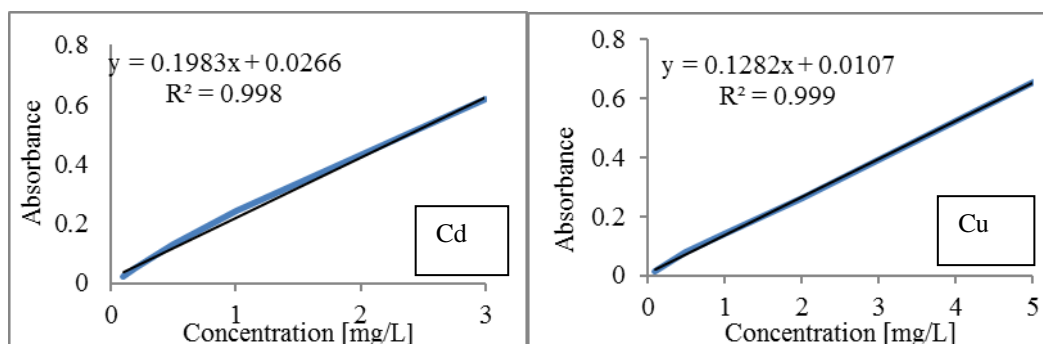 0.8
0.6
0.4
0.2
0
y = 0.1983x + 0.0266
R² = 0.998
Absorbance
Cd
0 1 2 3
Concentration [mg/L]
0.8
0.6
0.4
0.2
0
y = 0.1282x + 0.0107
R² = 0.999
Absorbance
Cu
0 1 2 3 4 5
Concentration [mg/L]